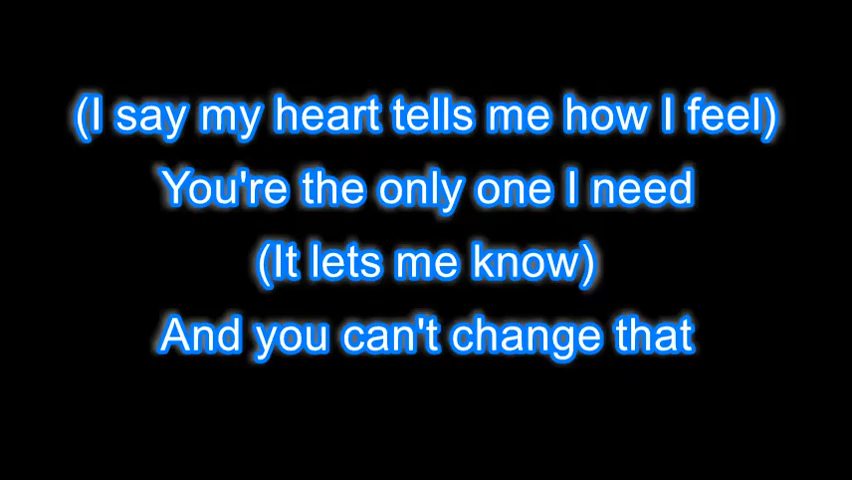 (I say my heart tells me how I feel)
You're the only one I need
(It lets me know)
And you can't change that